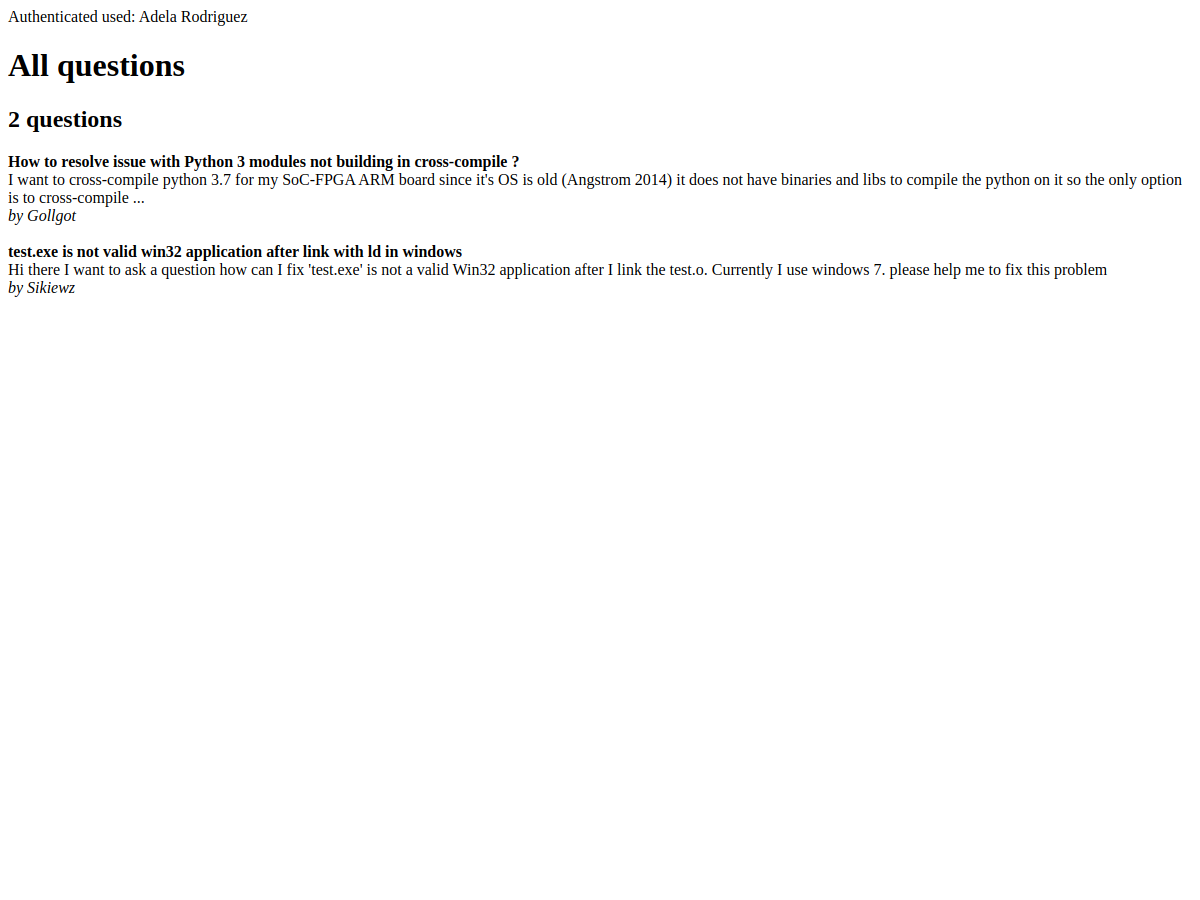 Authenticated used: Adela Rodriguez
All questions
2 questions
How to resolve issue with Python 3 modules not building in cross-compile ?
I want to cross-compile python 3.7 for my SoC-FPGA ARM board since it's OS is old (Angstrom 2014) it does not have binaries and libs to compile the python on it so the only option
is to cross-compile ...
by Gollgot
test.exe is not valid win32 application after link with ld in windows
Hi there I want to ask a question how can I fix 'test.exe' is not a valid Win32 application after I link the test.o. Currently I use windows 7. please help me to fix this problem
by Sikiewz